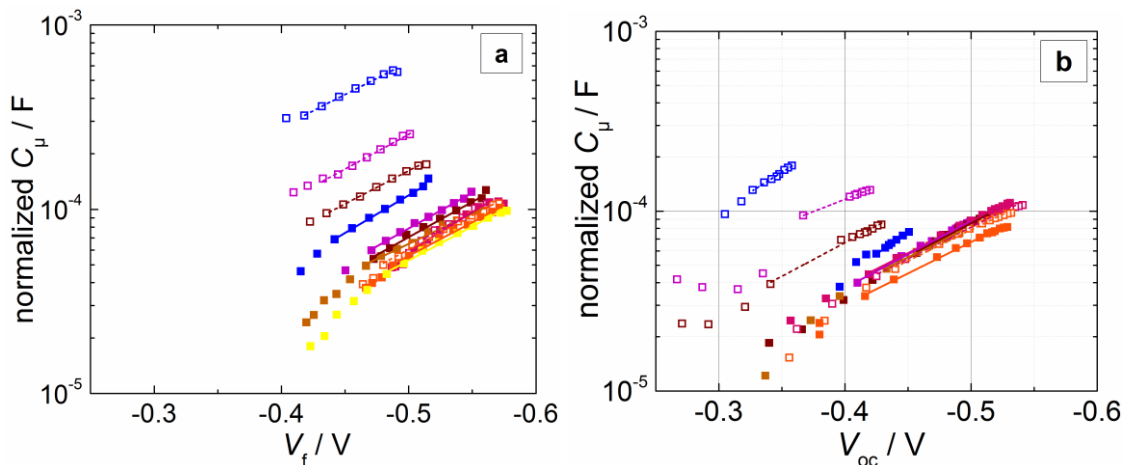 a
normalized Cμ / F
10⁻³
10⁻⁴
10⁻⁵
-0.3
-0.4
-0.5
-0.6
Vf / V
b
normalized Cμ / F
10⁻³
10⁻⁴
10⁻⁵
-0.3
-0.4
-0.5
-0.6
Voc / V